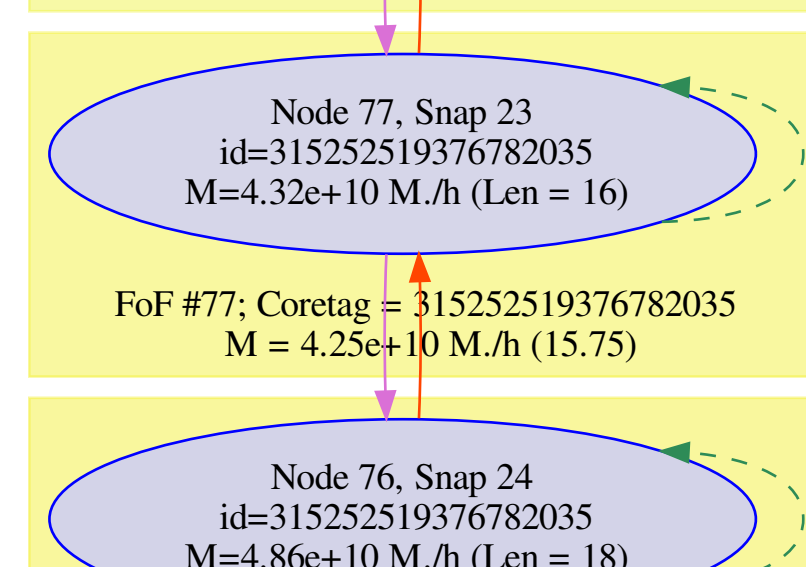 Node 77, Snap 23
id=315252519376782035
M=4.32e+10 M./h (Len = 16)
FoF #77; Coretag = 315252519376782035
M = 4.25e+10 M./h (15.75)
Node 76, Snap 24
id=315252519376782035
M=4.86e+10 M./h (Len = 18)